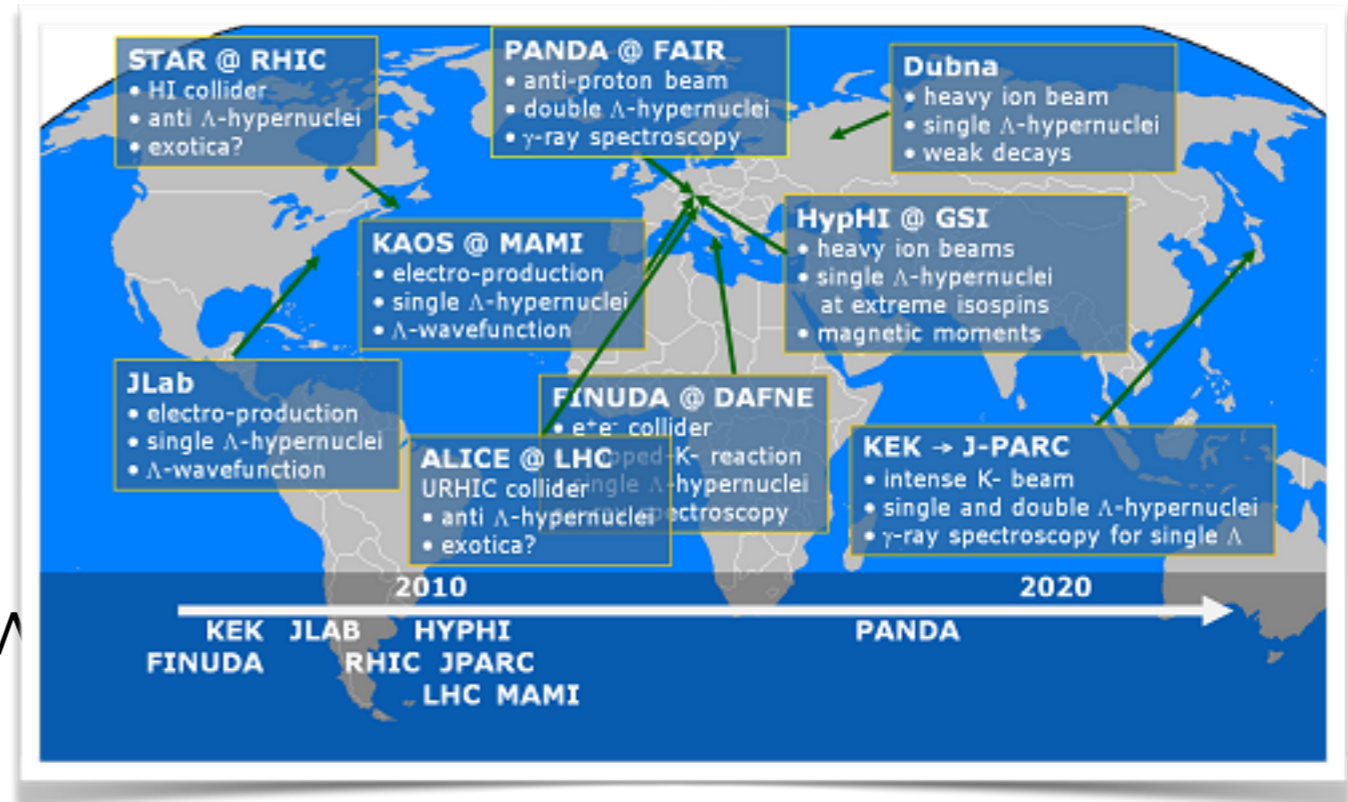 STAR @ RHIC
• HI collider
• anti Λ-hypernuclei
• exotica?
PANDA @ FAIR
• anti-proton beam
• double Λ-hypernuclei
• γ-ray spectroscopy
Dubna
• heavy ion beam
• single Λ-hypernuclei
• weak decays
KAOS @ MAMI
• electro-production
• single Λ-hypernuclei
• Λ-wavefunction
HypHI @ GSI
• heavy ion beams
• single Λ-hypernuclei
at extreme isospins
• magnetic moments
JLab
• electro-production
• single Λ-hypernuclei
• Λ-wavefunction
FINUDA @ DAFNE
• e⁺e⁻ collider
K- reaction
single Λ-hypernuclei
spectroscopy
ALICE @ LHC
URHIC collider
• anti Λ-hypernuclei
• exotica?
KEK → J-PARC
• intense K- beam
• single and double Λ-hypernuclei
• γ-ray spectroscopy for single Λ
2010 2020
KEK JLAB HYPHI PANDA
FINUDA RHIC JPARC
LHC MAMI